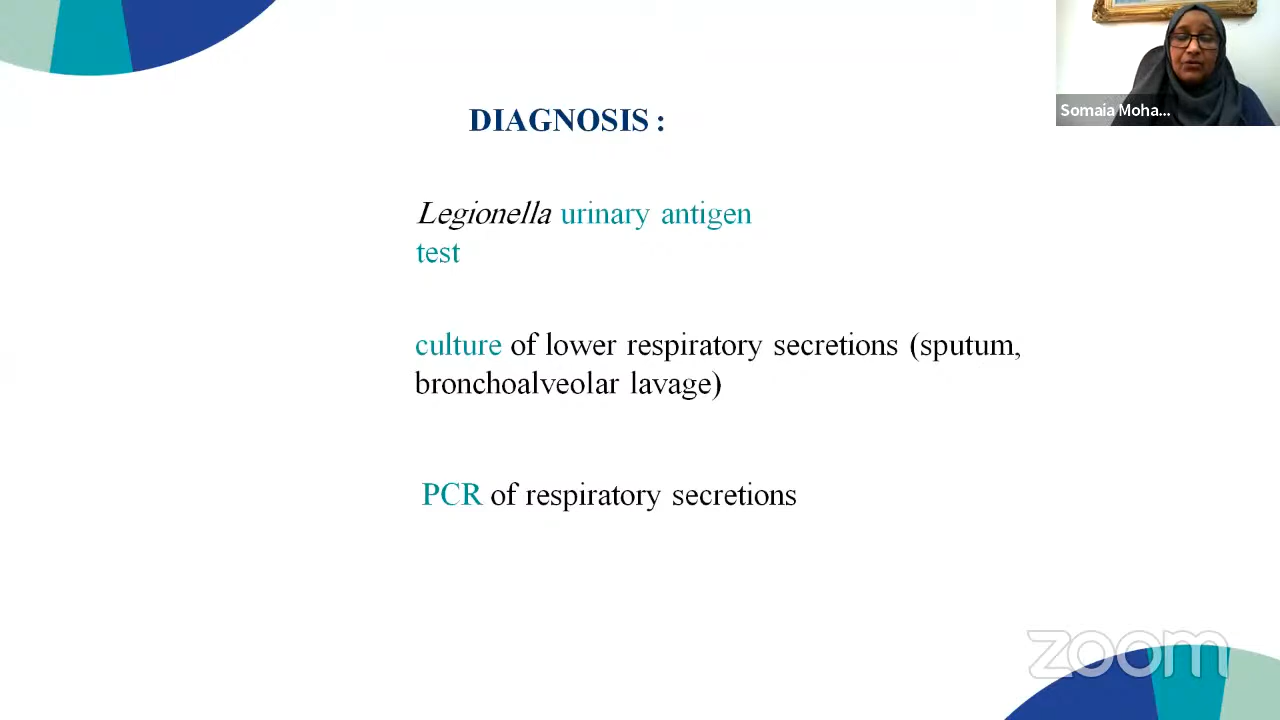 Somaia Moha...
DIAGNOSIS :
Legionella urinary antigen
test
culture of lower respiratory secretions (sputum,
bronchoalveolar lavage)
PCR of respiratory secretions
zoom